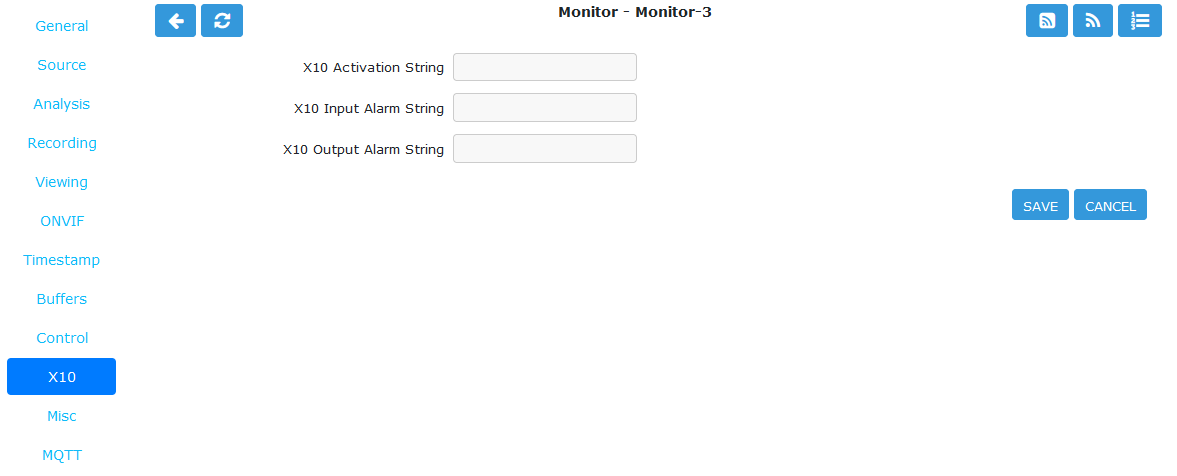 Monitor - Monitor-3
General
Source
Analysis
Recording
Viewing
ONVIF
Timestamp
Buffers
Control
X10
Misc
MQTT
X10 Activation String
X10 Input Alarm String
X10 Output Alarm String
SAVE CANCEL